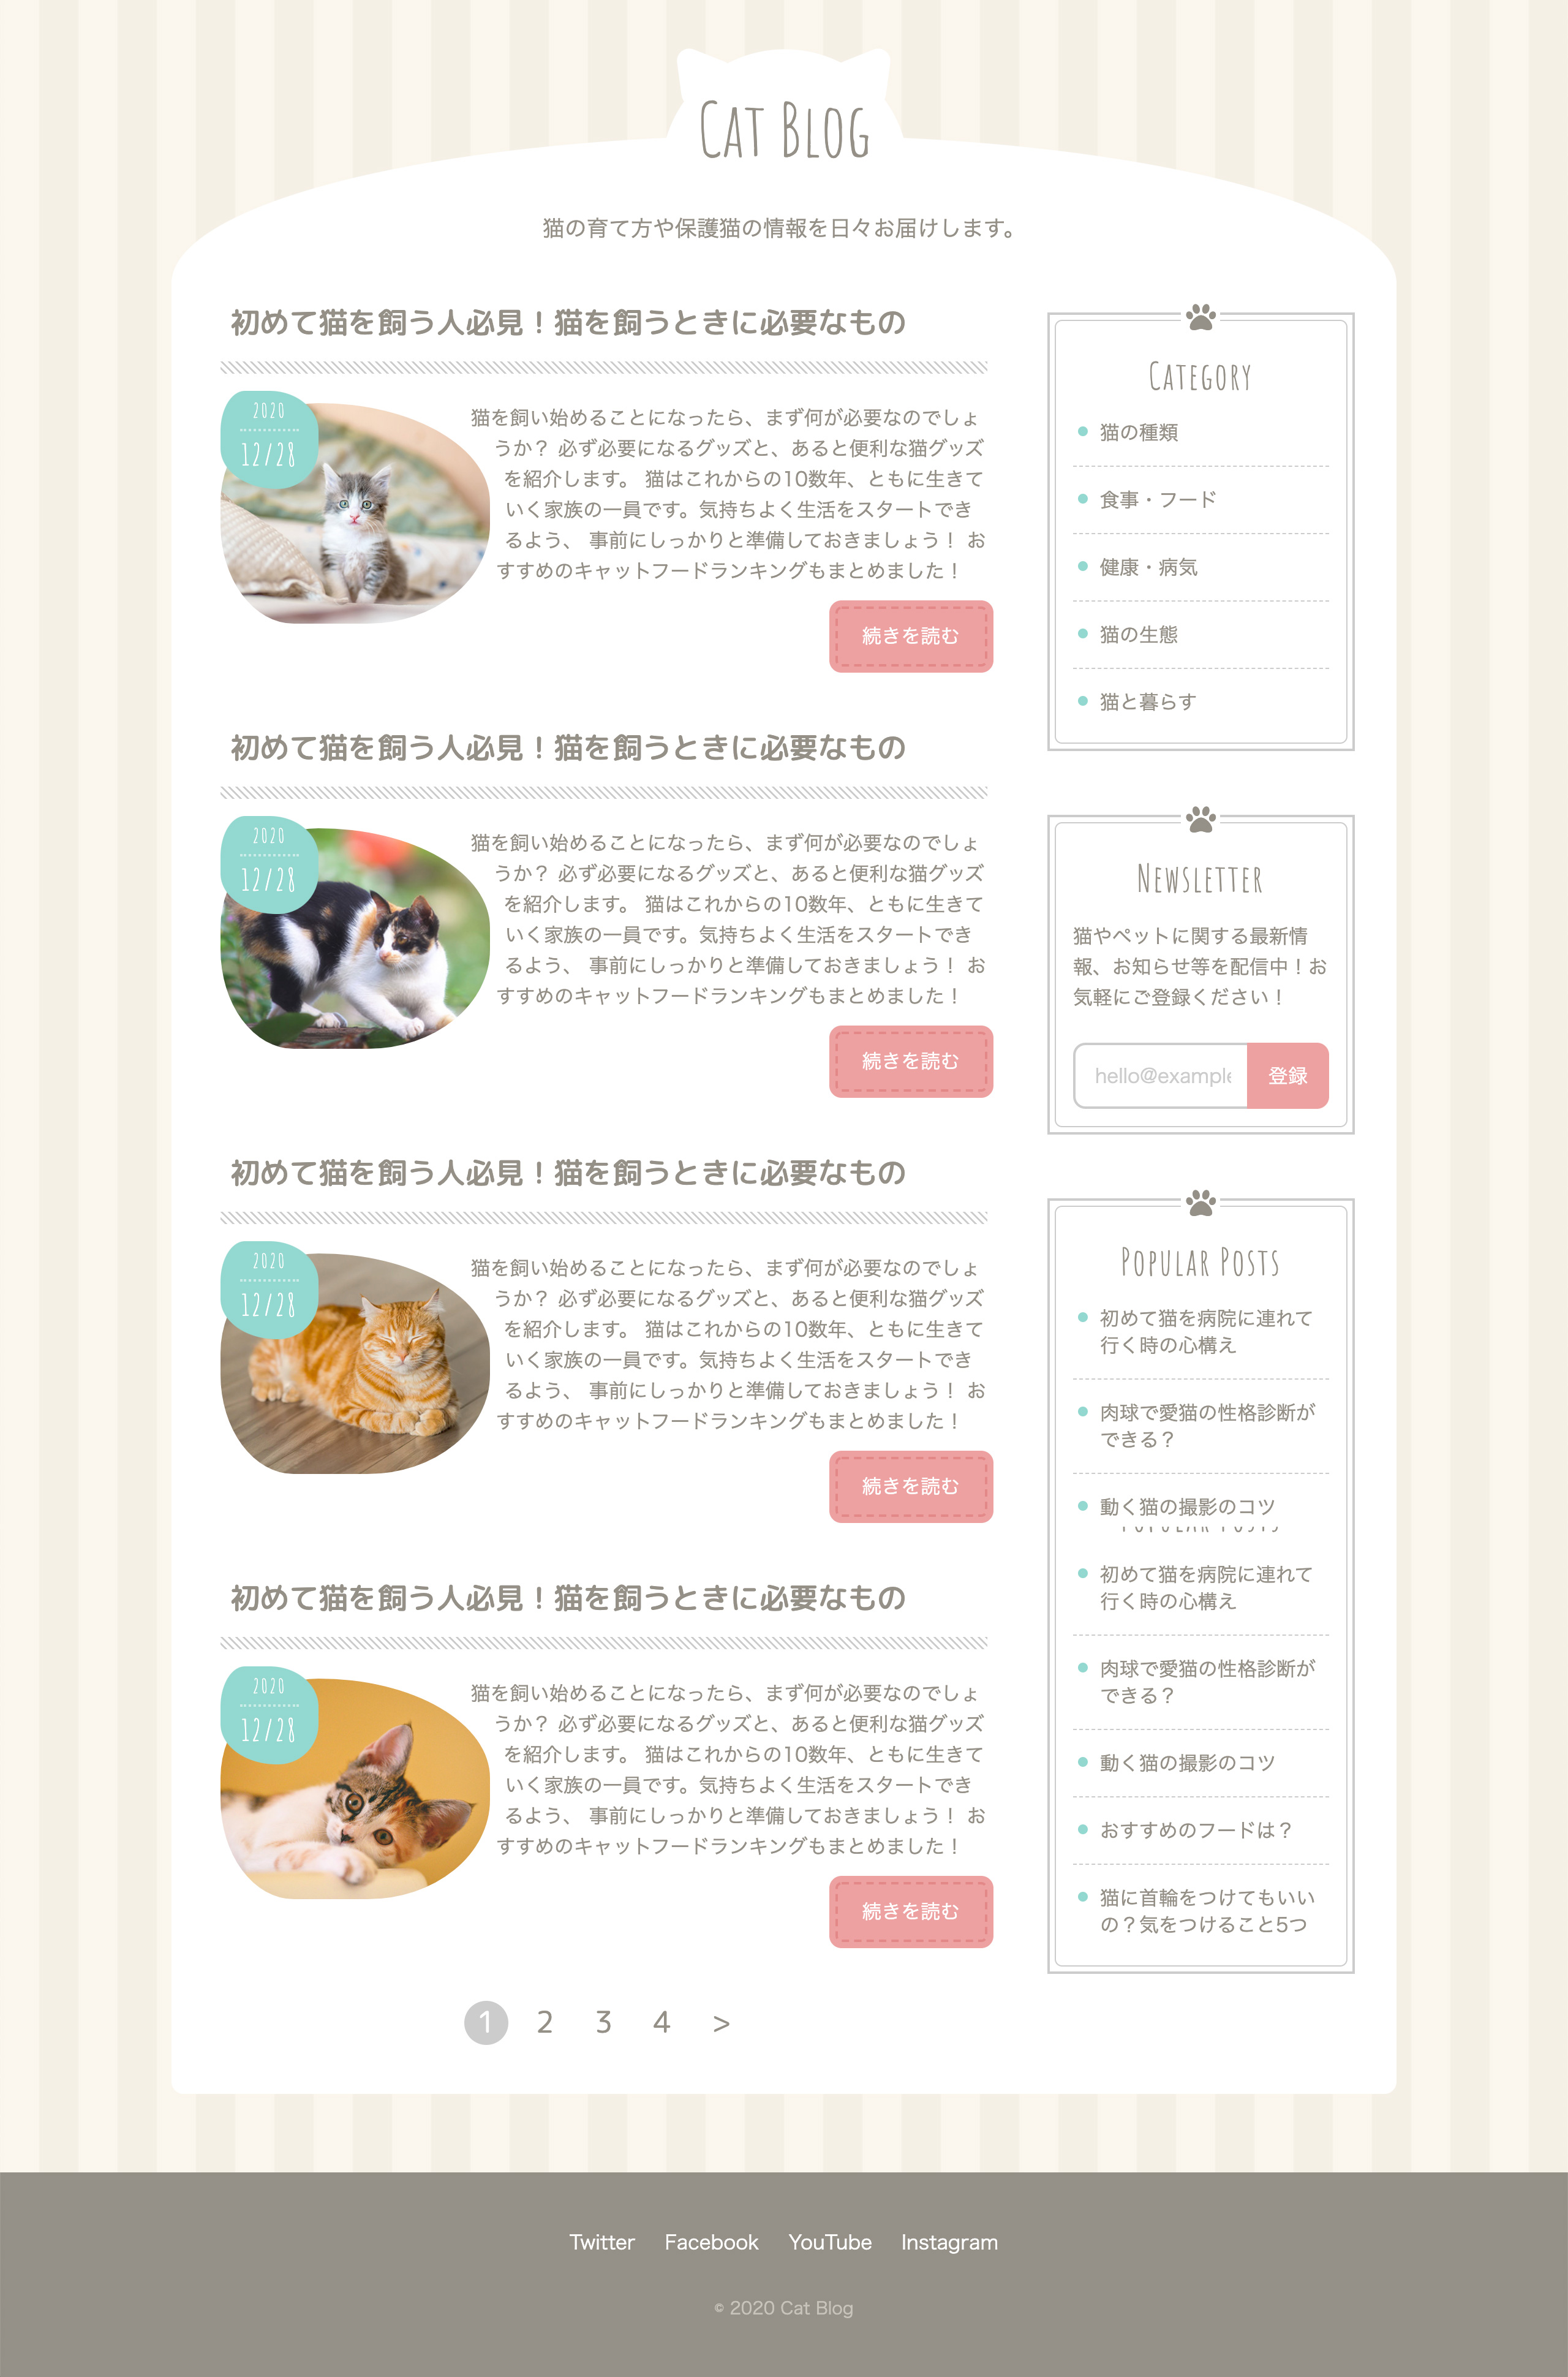 Cat Blog
猫の育て方や保護猫の情報を日々お届けします。
初めて猫を飼う人必見！猫を飼うときに必要なもの
2020
12/28
猫を飼い始めることになったら、まず何が必要なのでしょ
うか？ 必ず必要になるグッズと、あると便利な猫グッズ
を紹介します。 猫はこれからの10数年、ともに生きて
いく家族の一員です。気持ちよく生活をスタートでき
るよう、 事前にしっかりと準備しておきましょう！ お
すすめのキャットフードランキングもまとめました！
続きを読む
初めて猫を飼う人必見！猫を飼うときに必要なもの
2020
12/28
猫を飼い始めることになったら、まず何が必要なのでしょ
うか？ 必ず必要になるグッズと、あると便利な猫グッズ
を紹介します。 猫はこれからの10数年、ともに生きて
いく家族の一員です。気持ちよく生活をスタートでき
るよう、 事前にしっかりと準備しておきましょう！ お
すすめのキャットフードランキングもまとめました！
続きを読む
初めて猫を飼う人必見！猫を飼うときに必要なもの
2020
12/28
猫を飼い始めることになったら、まず何が必要なのでしょ
うか？ 必ず必要になるグッズと、あると便利な猫グッズ
を紹介します。 猫はこれからの10数年、ともに生きて
いく家族の一員です。気持ちよく生活をスタートでき
るよう、 事前にしっかりと準備しておきましょう！ お
すすめのキャットフードランキングもまとめました！
続きを読む
初めて猫を飼う人必見！猫を飼うときに必要なもの
2020
12/28
猫を飼い始めることになったら、まず何が必要なのでしょ
うか？ 必ず必要になるグッズと、あると便利な猫グッズ
を紹介します。 猫はこれからの10数年、ともに生きて
いく家族の一員です。気持ちよく生活をスタートでき
るよう、 事前にしっかりと準備しておきましょう！ お
すすめのキャットフードランキングもまとめました！
続きを読む
1 2 3 4 >
Category
猫の種類
食事・フード
健康・病気
猫の生態
猫と暮らす
Newsletter
猫やペットに関する最新情
報、お知らせ等を配信中！お
気軽にご登録ください！
hello@example 登録
Popular Posts
初めて猫を病院に連れて
行く時の心構え
肉球で愛猫の性格診断が
できる？
動く猫の撮影のコツ
初めて猫を病院に連れて
行く時の心構え
肉球で愛猫の性格診断が
できる？
動く猫の撮影のコツ
おすすめのフードは？
猫に首輪をつけてもいい
の？気をつけること5つ
Twitter Facebook YouTube Instagram
© 2020 Cat Blog